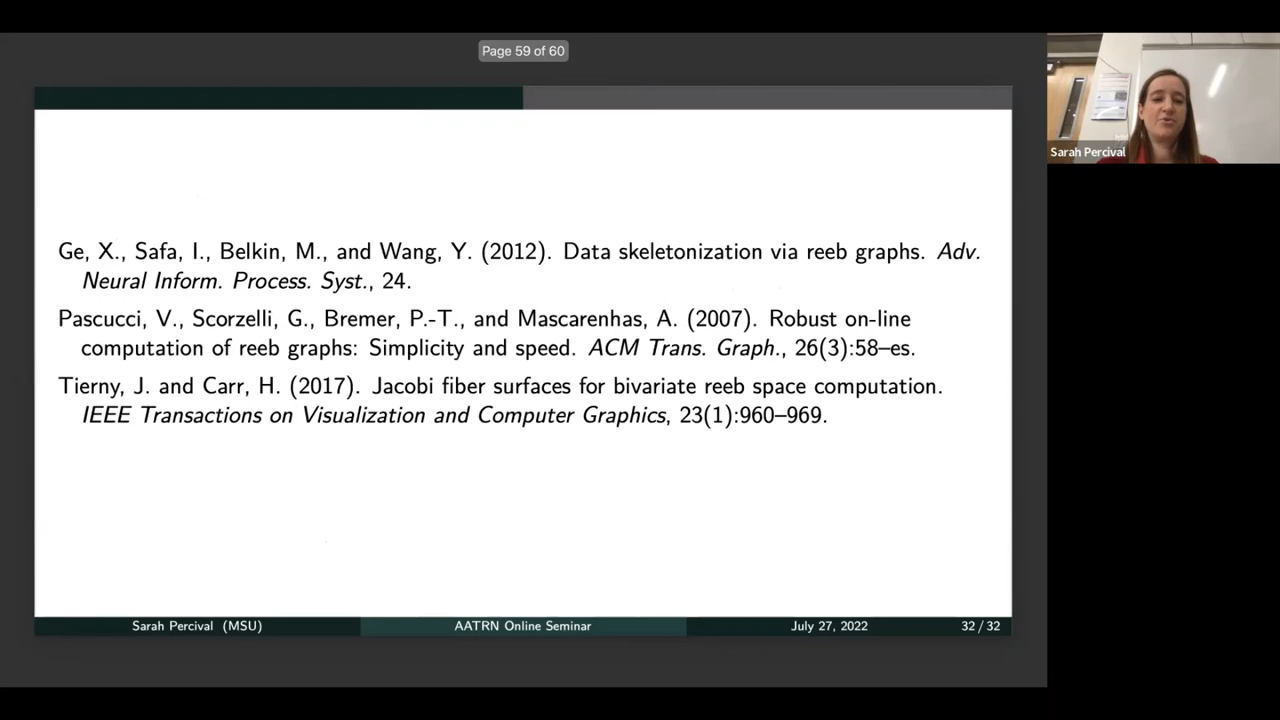 Page 59 of 60
Sarah Percival
Ge, X., Safa, I., Belkin, M., and Wang, Y. (2012). Data skeletonization via reeb graphs. Adv.
Neural Inform. Process. Syst., 24.
Pascucci, V., Scorzelli, G., Bremer, P.-T., and Mascarenhas, A. (2007). Robust on-line
computation of reeb graphs: Simplicity and speed. ACM Trans. Graph., 26(3):58–es.
Tierny, J. and Carr, H. (2017). Jacobi fiber surfaces for bivariate reeb space computation.
IEEE Transactions on Visualization and Computer Graphics, 23(1):960–969.
Sarah Percival (MSU) AATRN Online Seminar July 27, 2022 32 / 32